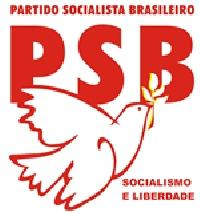 PARTIDO SOCIALISTA BRASILEIRO
PSB
SOCIALISMO
E LIBERDADE